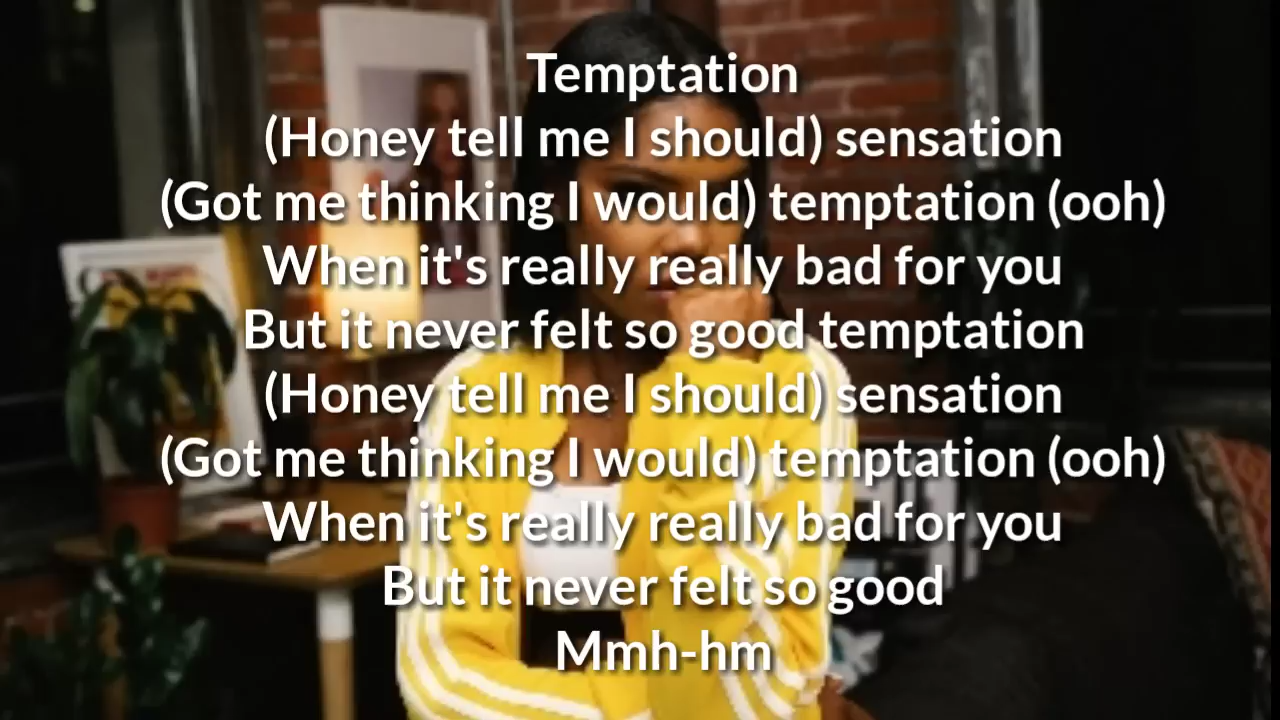 Temptation
(Honey tell me I should) sensation
(Got me thinking I would) temptation (ooh)
When it's really really bad for you
But it never felt so good temptation
(Honey tell me I should) sensation
(Got me thinking I would) temptation (ooh)
When it's really really bad for you
But it never felt so good
Mmh-hm